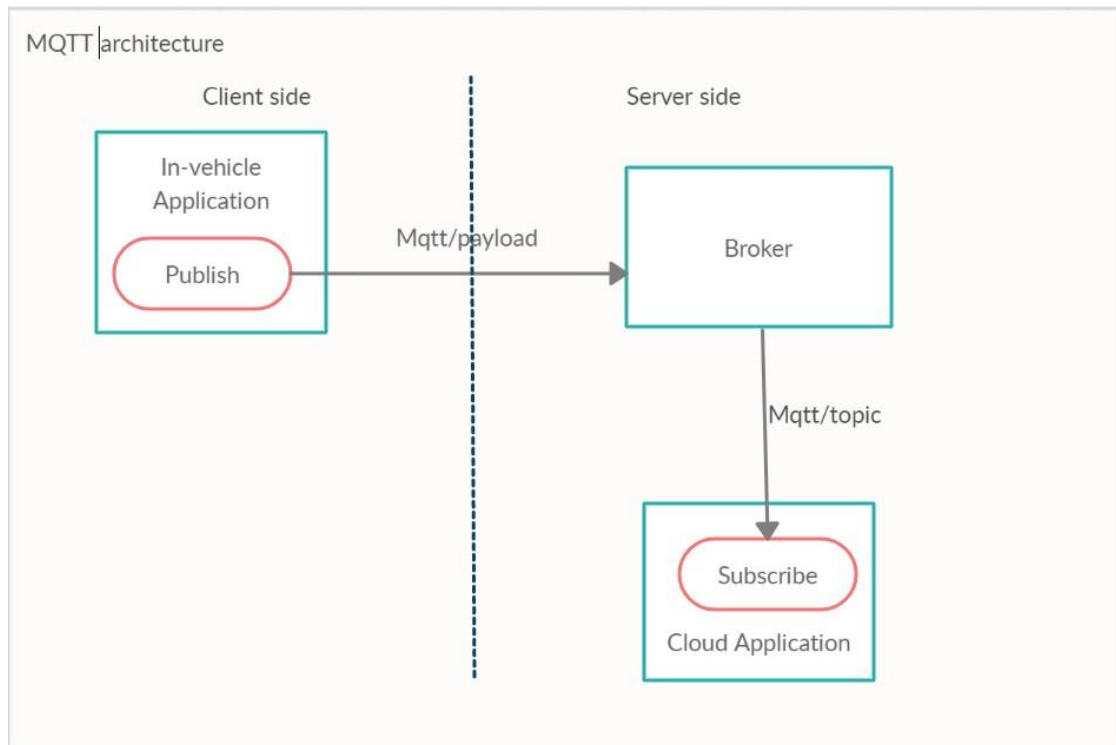 MQTT architecture
Client side
Server side
In-vehicle
Application
Publish
Mqtt/payload
Broker
Mqtt/topic
Subscribe
Cloud Application